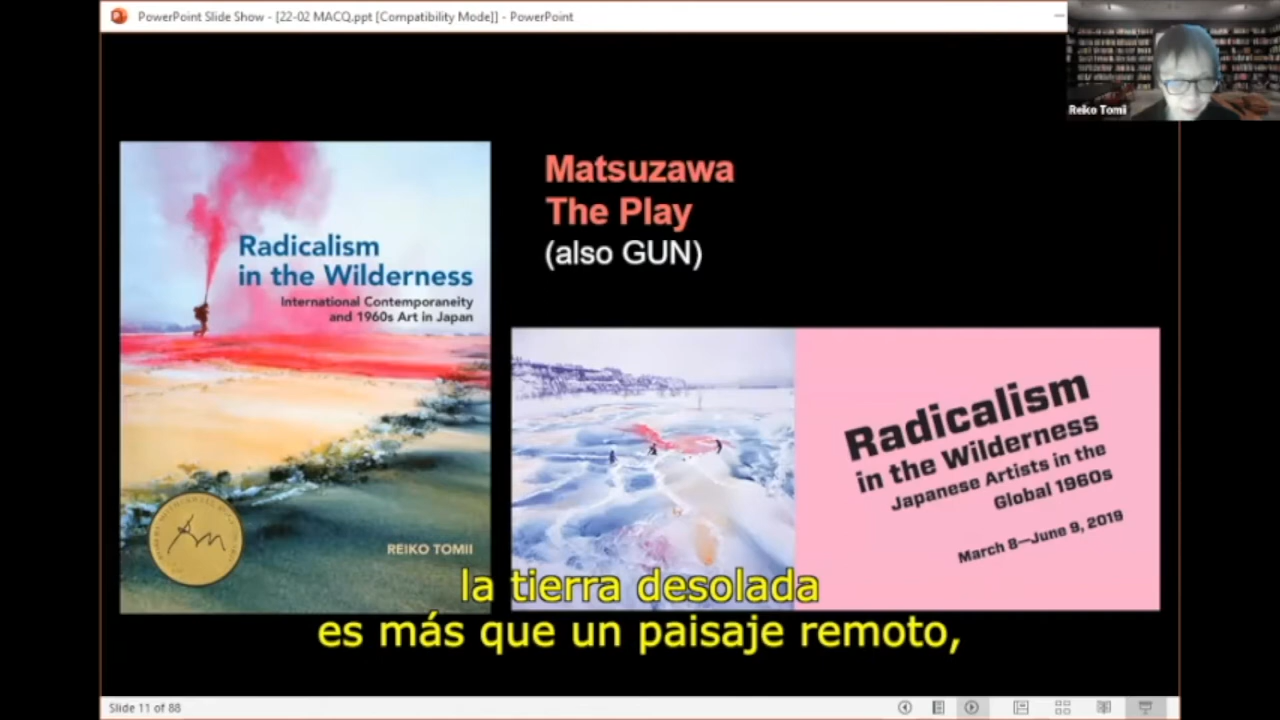 PowerPoint Slide Show - [22-02 MACQ.ppt [Compatibility Mode]] - PowerPoint
Reiko Tomii
Matsuzawa
The Play
(also GUN)
Radicalism
in the Wilderness
International Contemporaneity
and 1960s Art in Japan
REIKO TOMII
Radicalism
in the Wilderness
Japanese Artists in the
Global 1960s
March 8—June 9, 2019
la tierra desolada
es más que un paisaje remoto,
Slide 11 of 88